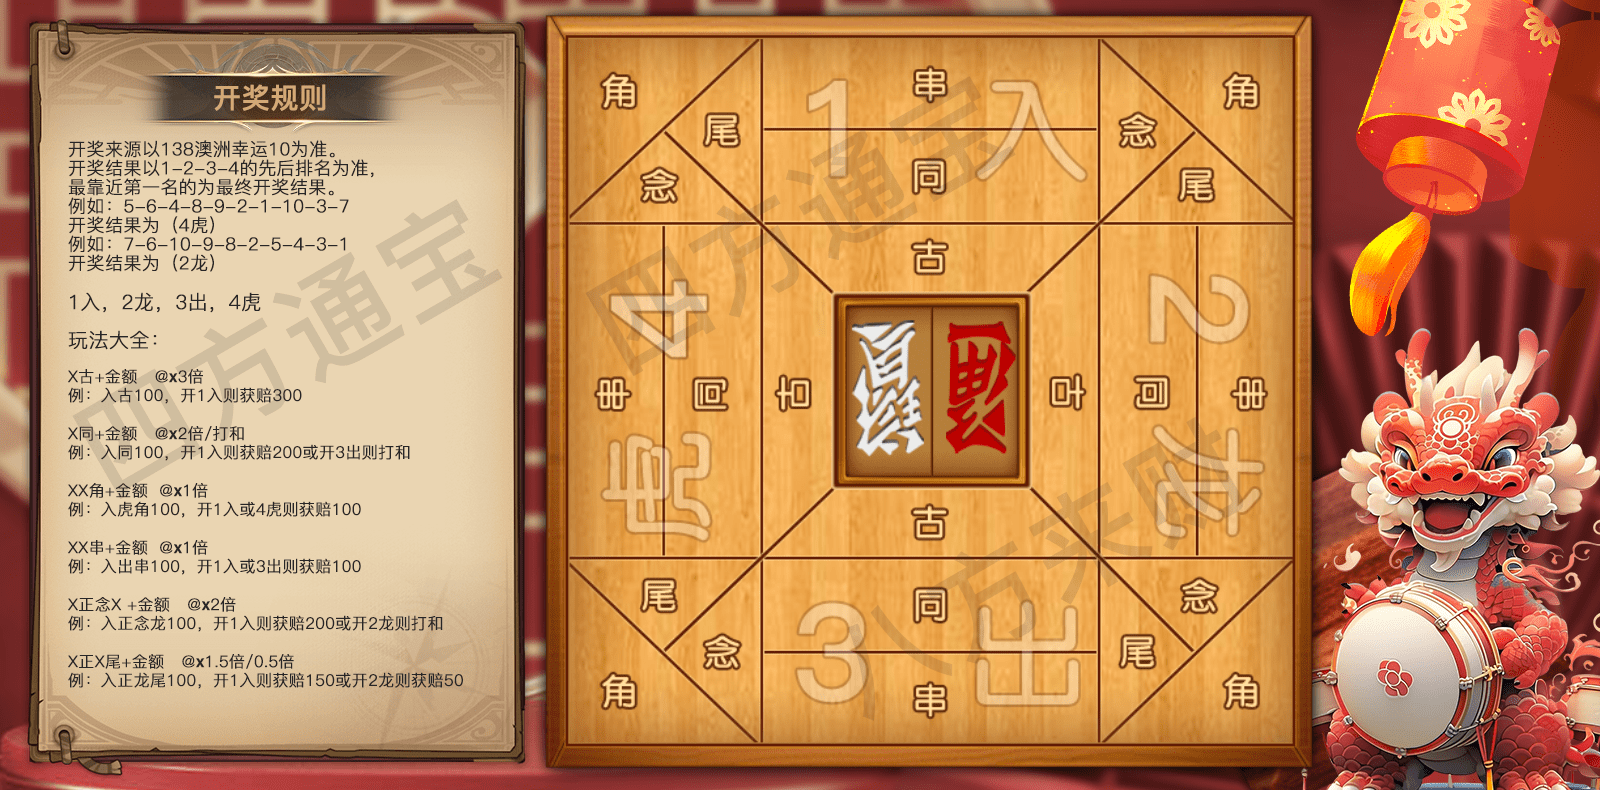 开奖规则
开奖来源以138澳洲幸运10为准。
开奖结果以1-2-3-4的先后排名为准，
最靠近第一名的为最终开奖结果。
例如：5-6-4-8-9-2-1-10-3-7
开奖结果为（4虎）
例如：7-6-10-9-8-2-5-4-3-1
开奖结果为（2龙）
1入，2龙，3出，4虎
玩法大全：
X古+金额 @x3倍
例：入古100，开1入则获赔300
X同+金额 @x2倍/打和
例：入同100，开1入则获赔200或开3出则打和
XX角+金额 @x1倍
例：入虎角100，开1入或4虎则获赔100
XX串+金额 @x1倍
例：入出串100，开1入或3出则获赔100
X正念X +金额 @x2倍
例：入正念龙100，开1入则获赔200或开2龙则打和
X正X尾+金额 @x1.5倍/0.5倍
例：入正龙尾100，开1入则获赔150或开2龙则获赔50
四方通宝
角 串 角
1 入
尾 念
同
念 尾
古
4 2
串 同 古 古 同 串
虎 龙
古
尾 同 念
3 出
念 尾
角 串 角
四方通宝
八方来财